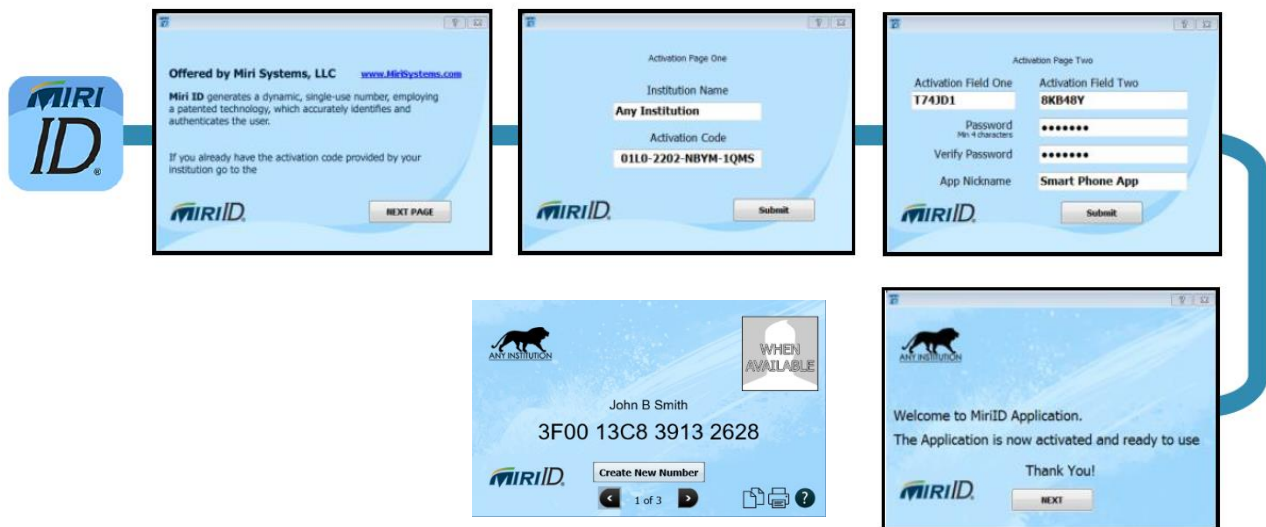 MIRI
ID®
Offered by Miri Systems, LLC www.MiriSystems.com
Miri ID generates a dynamic, single-use number, employing
a patented technology, which accurately identifies and
authenticates the user.
If you already have the activation code provided by your
institution go to the
MIRIID®
NEXT PAGE
Activation Page One
Institution Name
Any Institution
Activation Code
01L0-2202-NBYM-1QMS
MIRIID®
Submit
Activation Page Two
Activation Field One Activation Field Two
T74JD1 8KB48Y
Password
Min 4 characters
•••••••
Verify Password •••••••
App Nickname Smart Phone App
MIRIID®
Submit
ANY INSTITUTION
WHEN
AVAILABLE
John B Smith
3F00 13C8 3913 2628
MIRIID®
Create New Number
1 of 3
?
ANY INSTITUTION
Welcome to MiriID Application.
The Application is now activated and ready to use
Thank You!
MIRIID®
NEXT